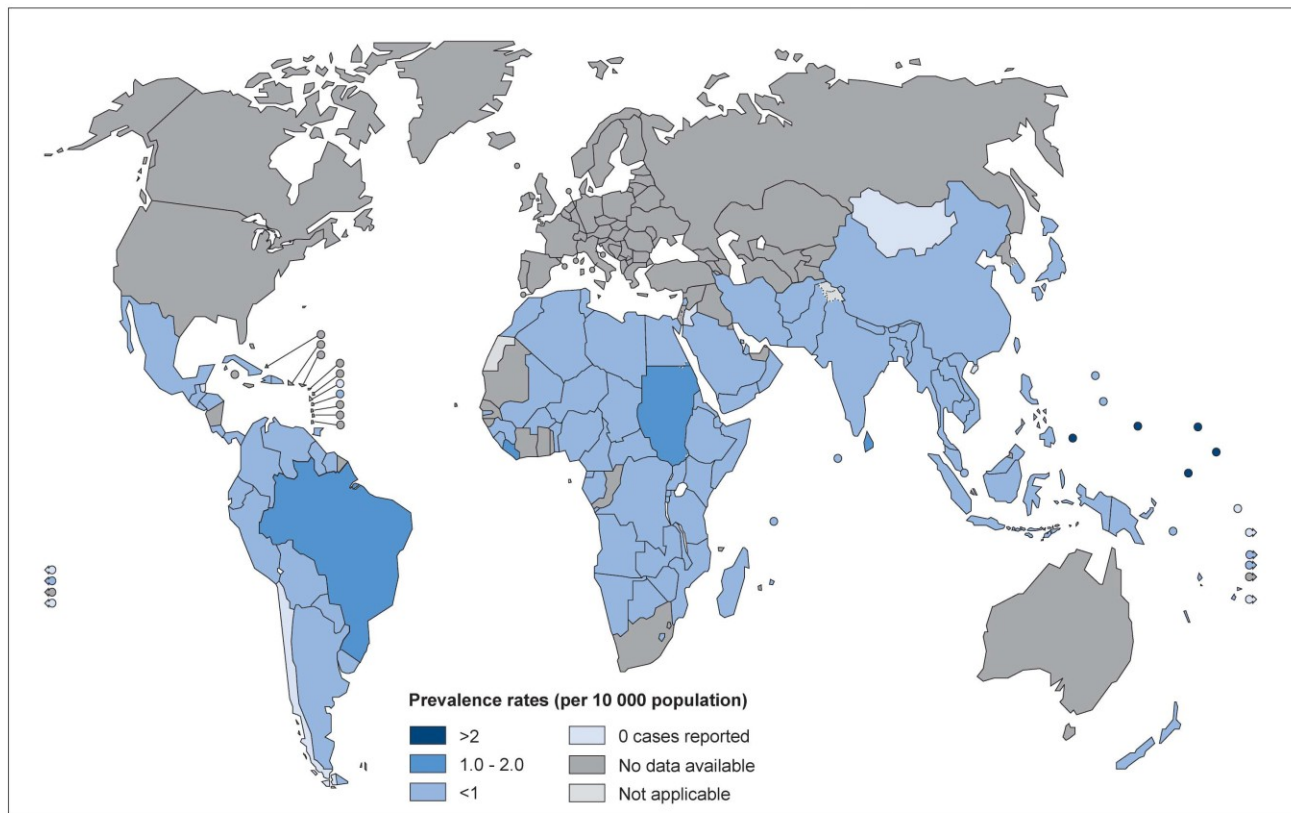 Prevalence rates (per 10 000 population)
>2
1.0 - 2.0
<1
0 cases reported
No data available
Not applicable